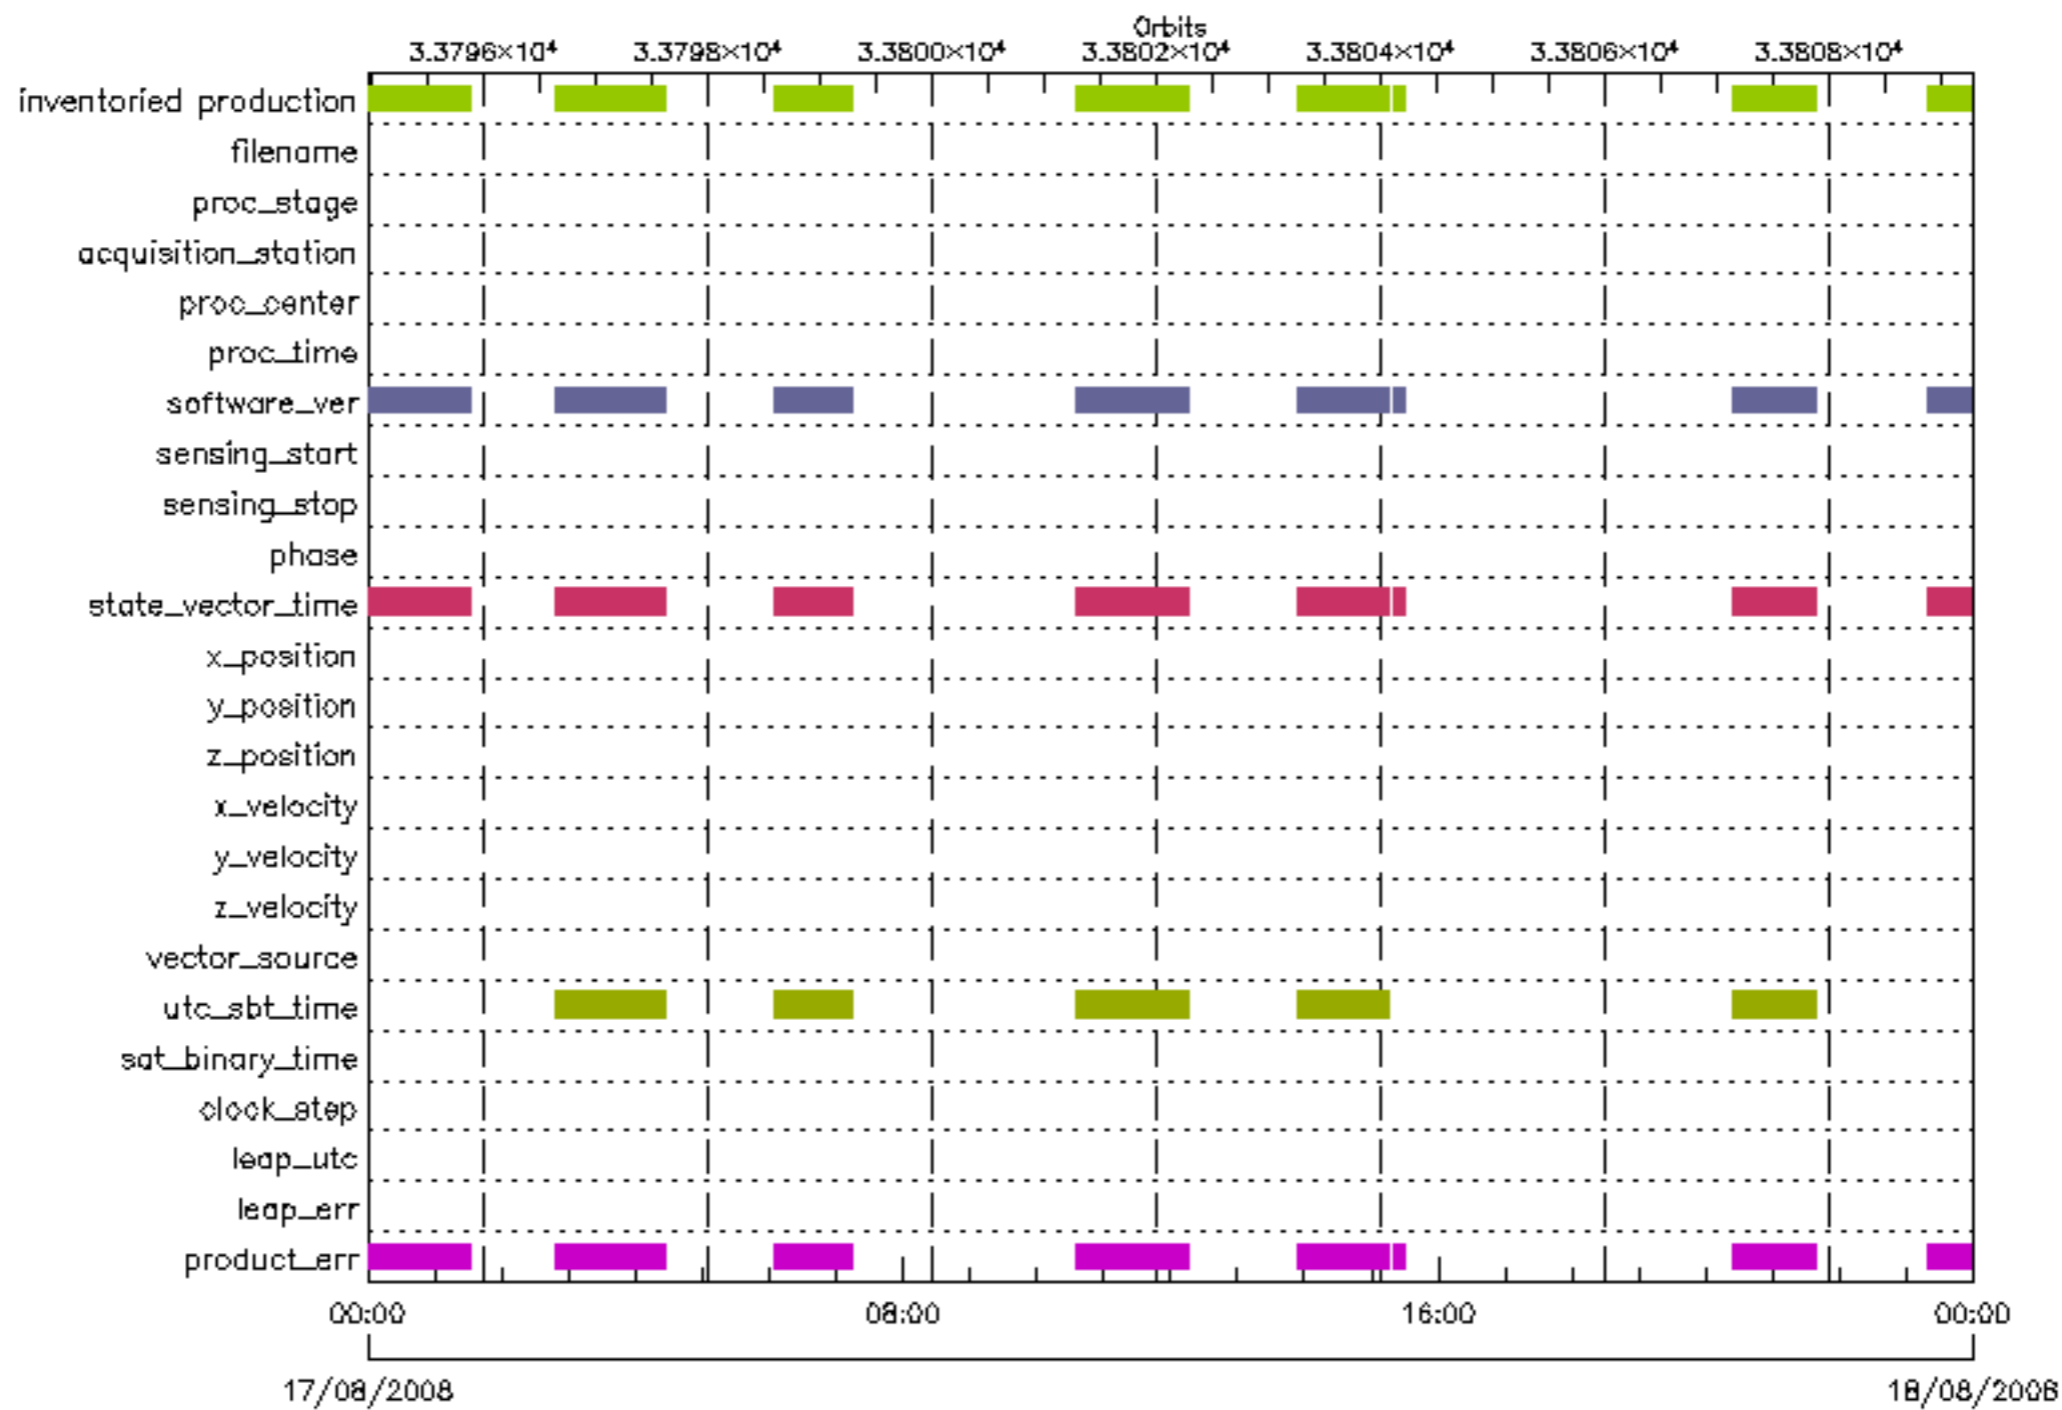 Orbits
3.3796×10⁴ 3.3798×10⁴ 3.3800×10⁴ 3.3802×10⁴ 3.3804×10⁴ 3.3806×10⁴ 3.3808×10⁴
inventoried production
filename
proc_stage
acquisition_station
proc_center
proc_time
software_ver
sensing_start
sensing_stop
phase
state_vector_time
x_position
y_position
z_position
x_velocity
y_velocity
z_velocity
vector_source
utc_sbt_time
sat_binary_time
clock_step
leap_utc
leap_err
product_err
00:00 08:00 16:00 00:00
17/08/2008 18/08/2008